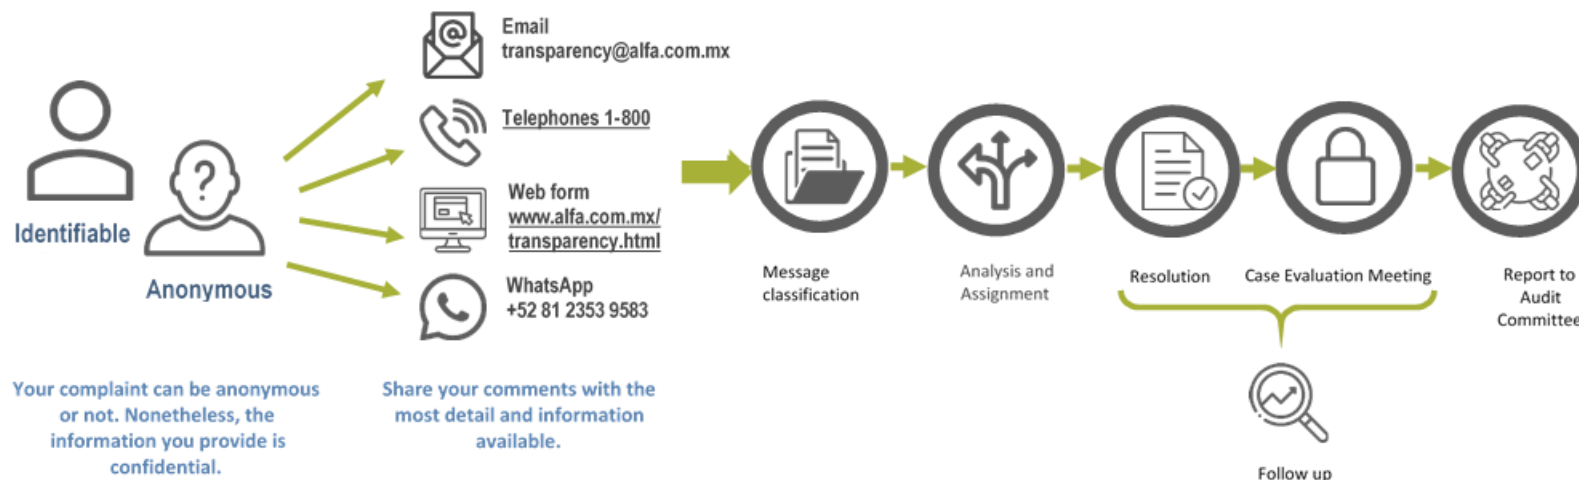 Email
transparency@alfa.com.mx
Telephones 1-800
Web form
www.alfa.com.mx/
transparency.html
WhatsApp
+52 81 2353 9583
Identifiable
?
Anonymous
Your complaint can be anonymous
or not. Nonetheless, the
information you provide is
confidential.
Share your comments with the
most detail and information
available.
Message
classification
Analysis and
Assignment
Resolution
Case Evaluation Meeting
Report to
Audit
Committee
Follow up